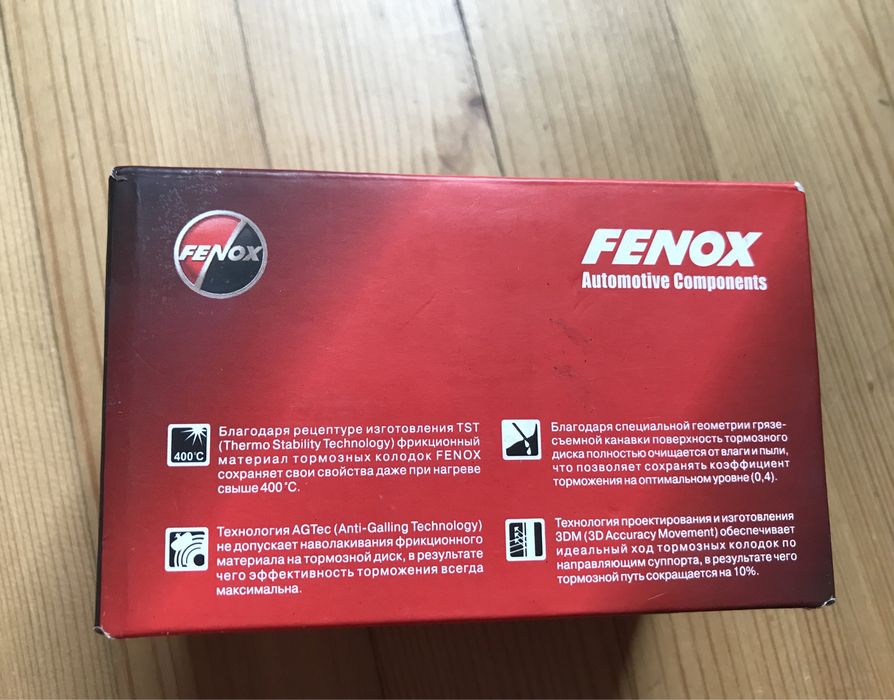 FENOX
FENOX
Automotive Components
400°C
Благодаря рецептуре изготовления TST
(Thermo Stability Technology) фрикционный
материал тормозных колодок FENOX
сохраняет свои свойства даже при нагреве
свыше 400°С.
Благодаря специальной геометрии грязе-
съемной канавки поверхность тормозного
диска полностью очищается от влаги и пыли,
что позволяет сохранять коэффициент
торможения на оптимальном уровне (0,4).
Технология AGTec (Anti-Galling Technology)
не допускает наволакивания фрикционного
материала на тормозной диск, в результате
чего эффективность торможения всегда
максимальна.
Технология проектирования и изготовления
3DM (3D Accuracy Movement) обеспечивает
идеальный ход тормозных колодок по
направляющим суппорта, в результате чего
тормозной путь сокращается на 10%.